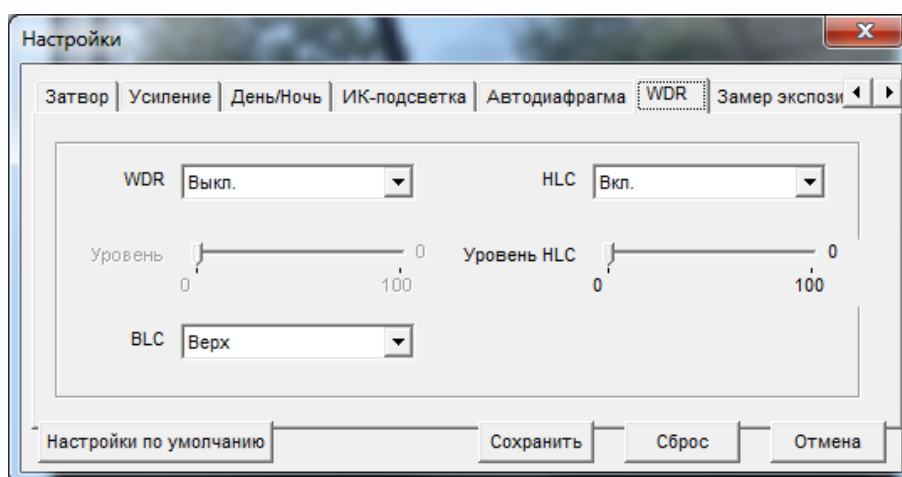 Настройки
Затвор Усиление День/Ночь ИК-подсветка Автодиафрагма WDR Замер экспози
WDR Выкл. HLC Вкл.
Уровень 0 Уровень HLC 0
0 100 0 100
BLC Верх
Настройки по умолчанию Сохранить Сброс Отмена